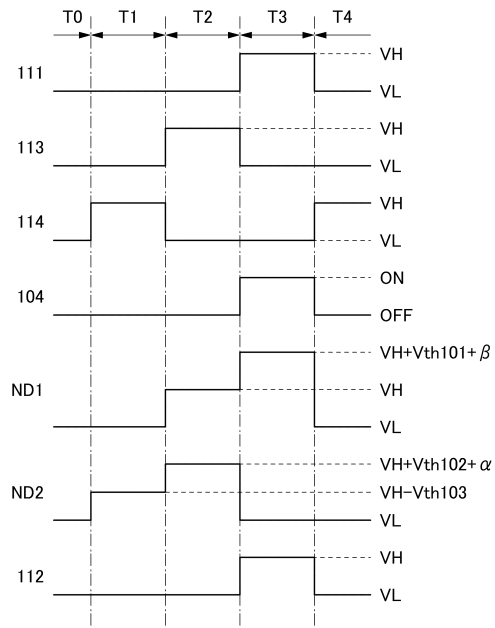 T0 T1 T2 T3 T4
111 VH
VL
113 VH
VL
114 VH
VL
104 ON
OFF
VH+Vth101+β
ND1 VH
VL
VH+Vth102+α
ND2 VH−Vth103
VL
112 VH
VL